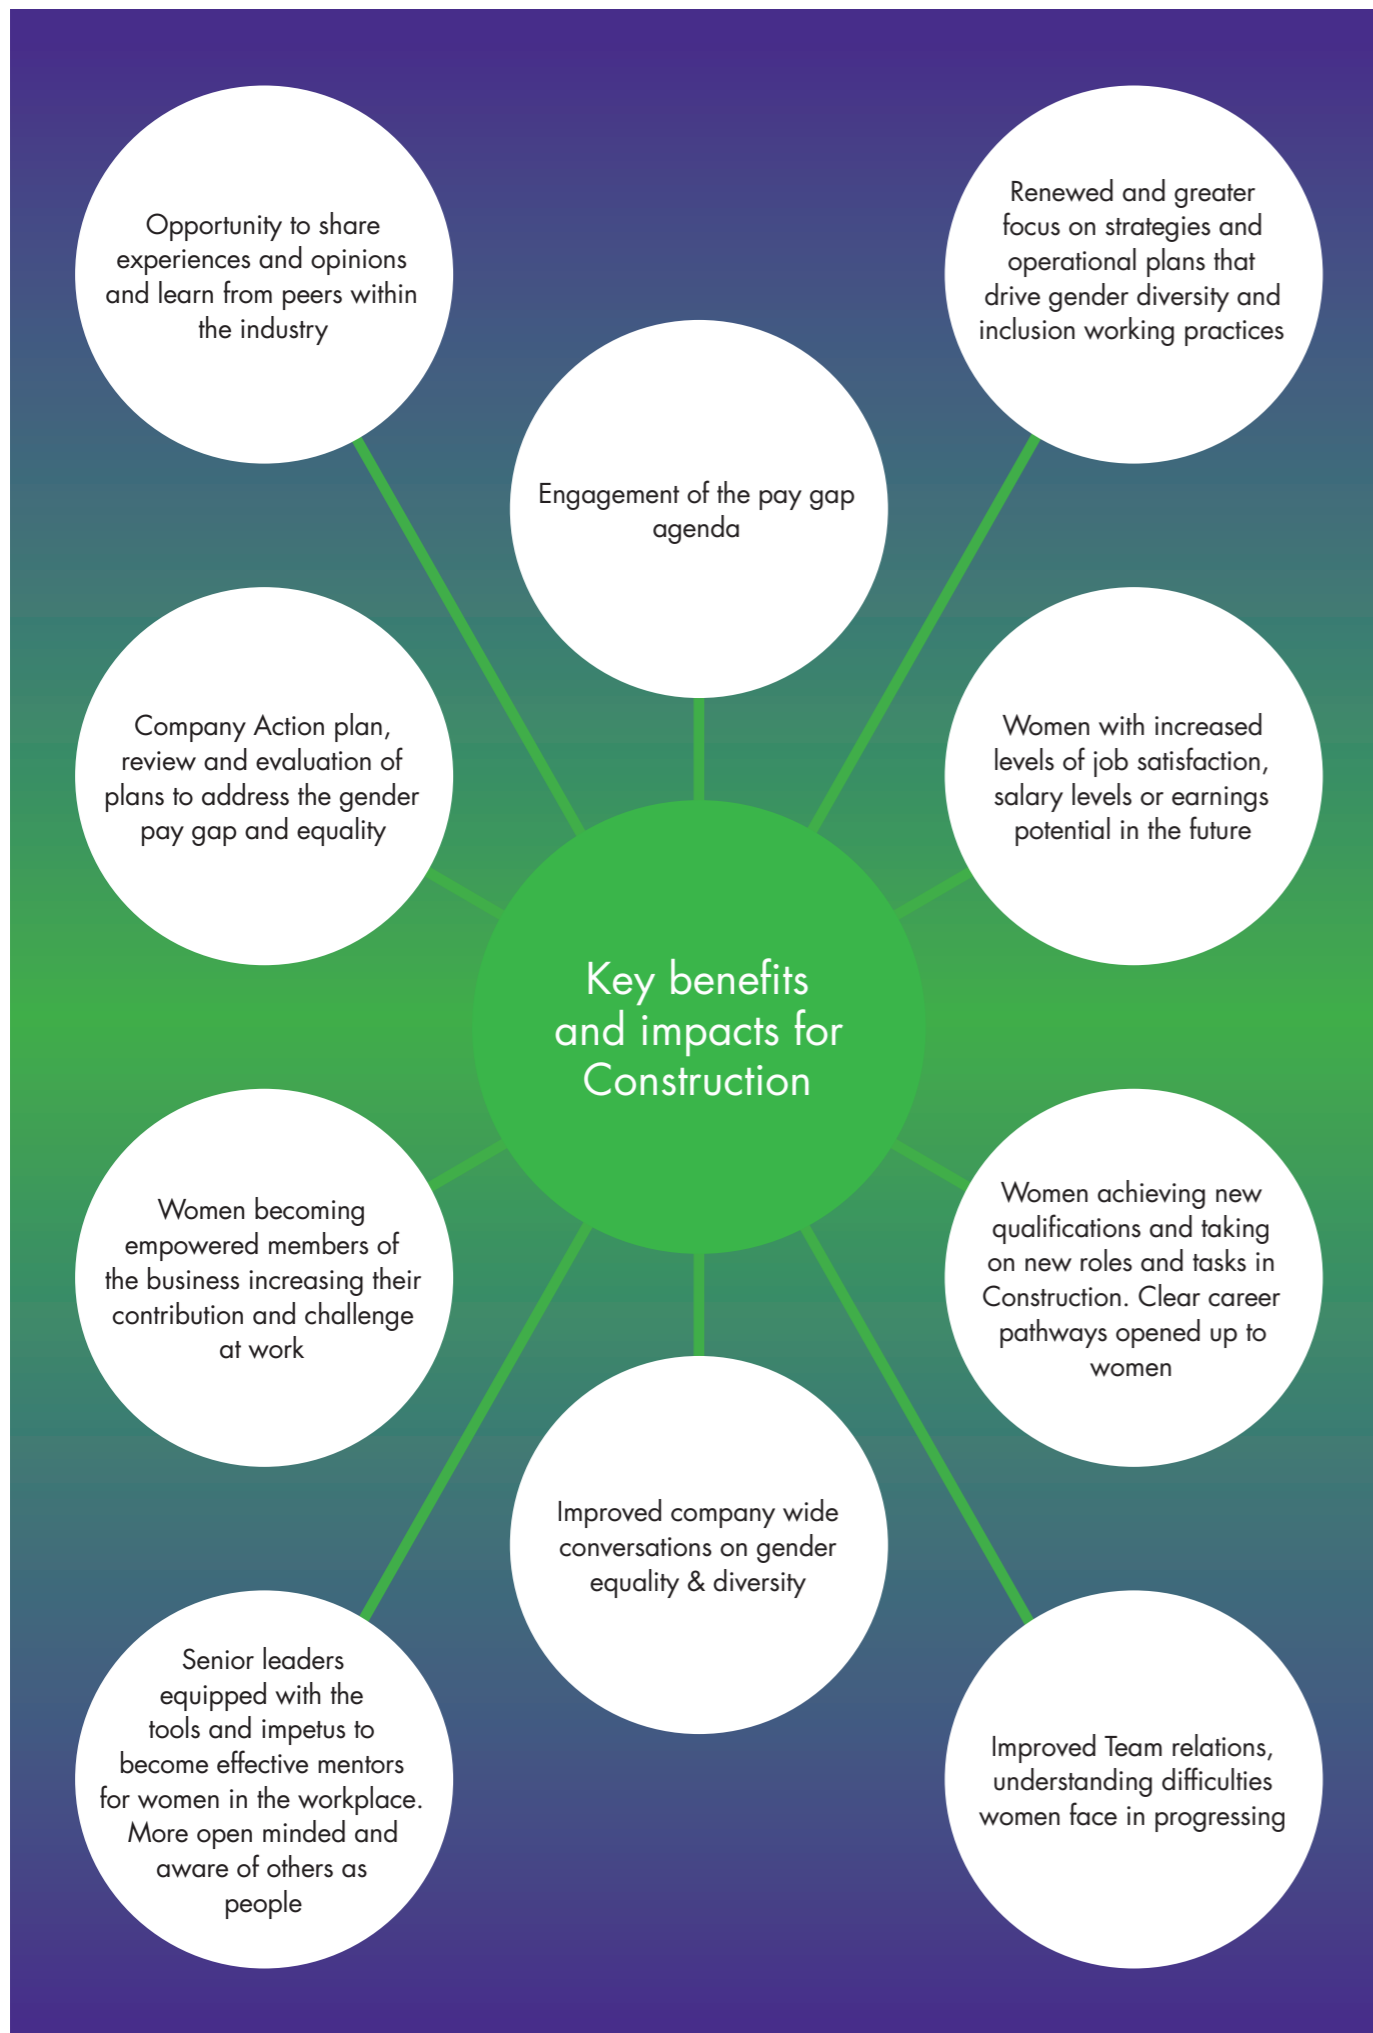 Opportunity to share
experiences and opinions
and learn from peers within
the industry
Renewed and greater
focus on strategies and
operational plans that
drive gender diversity and
inclusion working practices
Engagement of the pay gap
agenda
Company Action plan,
review and evaluation of
plans to address the gender
pay gap and equality
Women with increased
levels of job satisfaction,
salary levels or earnings
potential in the future
Key benefits
and impacts for
Construction
Women becoming
empowered members of
the business increasing their
contribution and challenge
at work
Women achieving new
qualifications and taking
on new roles and tasks in
Construction. Clear career
pathways opened up to
women
Improved company wide
conversations on gender
equality & diversity
Senior leaders
equipped with the
tools and impetus to
become effective mentors
for women in the workplace.
More open minded and
aware of others as
people
Improved Team relations,
understanding difficulties
women face in progressing